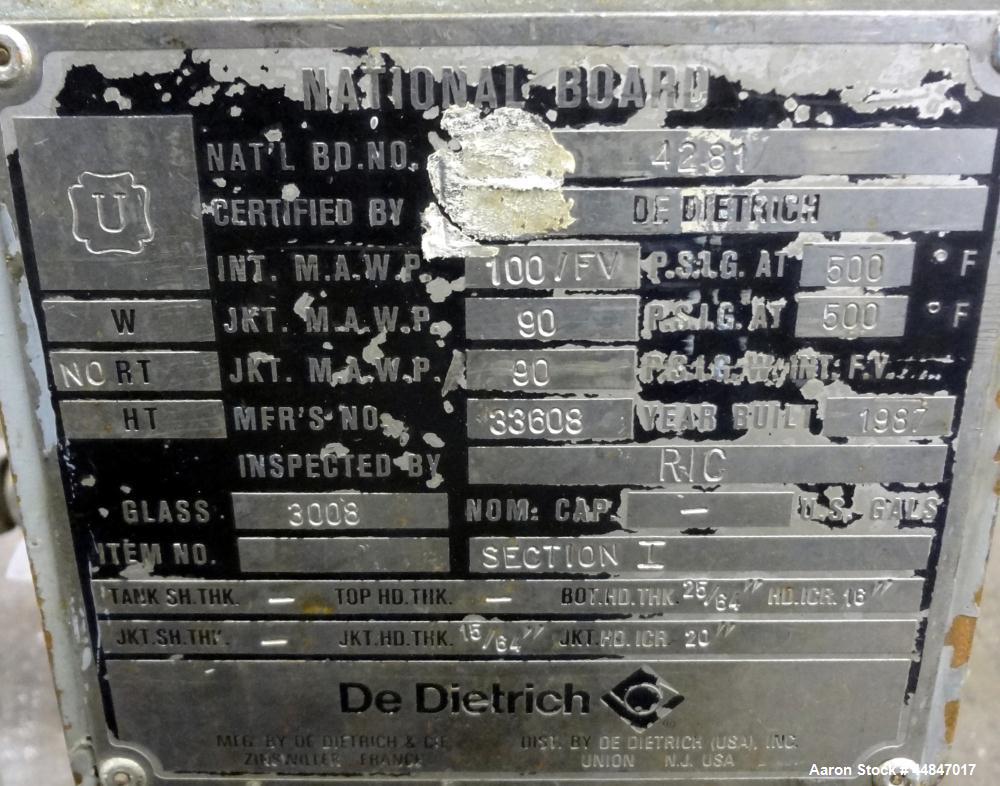 NATIONAL BOARD
U
NAT'L BD.NO. 4281
CERTIFIED BY DE DIETRICH
INT. M.A.W.P. 100/FV P.S.I.G. AT 500 °F
W JKT. M.A.W.P. 90 P.S.I.G. AT 500 °F
NO RT JKT. M.A.W.P. 90 P.S.I.G.W/INT. F.V.
HT MFR'S NO. 33608 YEAR BUILT 1987
INSPECTED BY RIC
GLASS 3008 NOM. CAP. - U.S. GALS
ITEM NO. SECTION I
TANK SH.THK. - TOP HD.THK. - BOT.HD.THK. 25/64" HD.ICR. 16"
JKT.SH.THK. - JKT.HD.THK. 15/64" JKT.HD.ICR. 20"
De Dietrich
MFG. BY DE DIETRICH & CIE DIST. BY DE DIETRICH (USA), INC.
ZINSWILLER, FRANCE UNION N.J. USA
Aaron Stock # 44847017